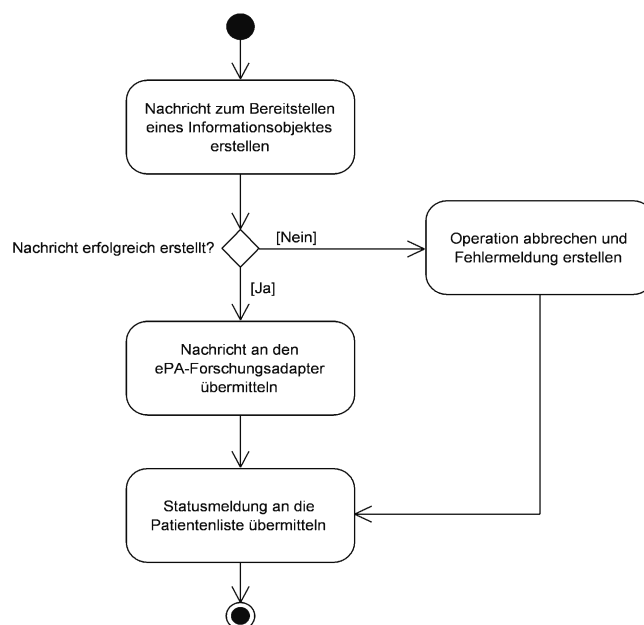 Nachricht zum Bereitstellen
eines Informationsobjektes
erstellen
Nachricht erfolgreich erstellt?
[Nein]
Operation abbrechen und
Fehlermeldung erstellen
[Ja]
Nachricht an den
ePA-Forschungsadapter
übermitteln
Statusmeldung an die
Patientenliste übermitteln